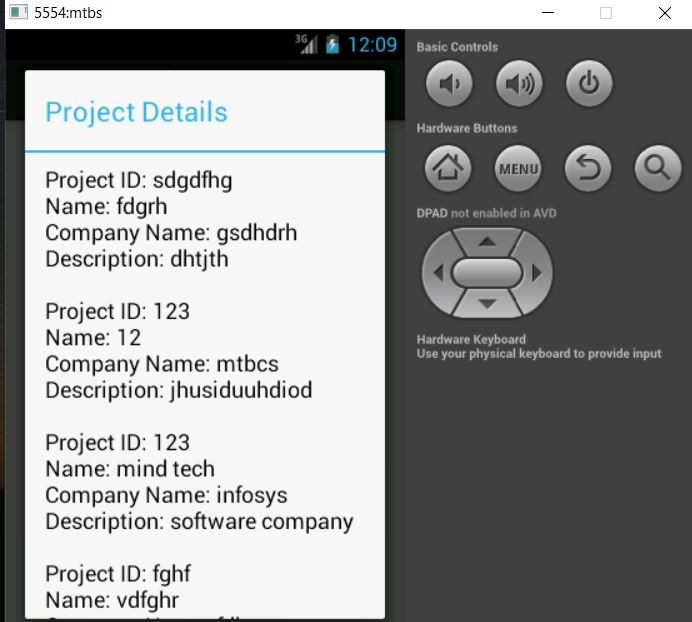 5554:mtbs
3G 12:09
Project Details
Project ID: sdgdfhg
Name: fdgrh
Company Name: gsdhdrh
Description: dhtjth
Project ID: 123
Name: 12
Company Name: mtbcs
Description: jhusiduuhdiod
Project ID: 123
Name: mind tech
Company Name: infosys
Description: software company
Project ID: fghf
Name: vdfghr
Basic Controls
Hardware Buttons
MENU
DPAD not enabled in AVD
Hardware Keyboard
Use your physical keyboard to provide input